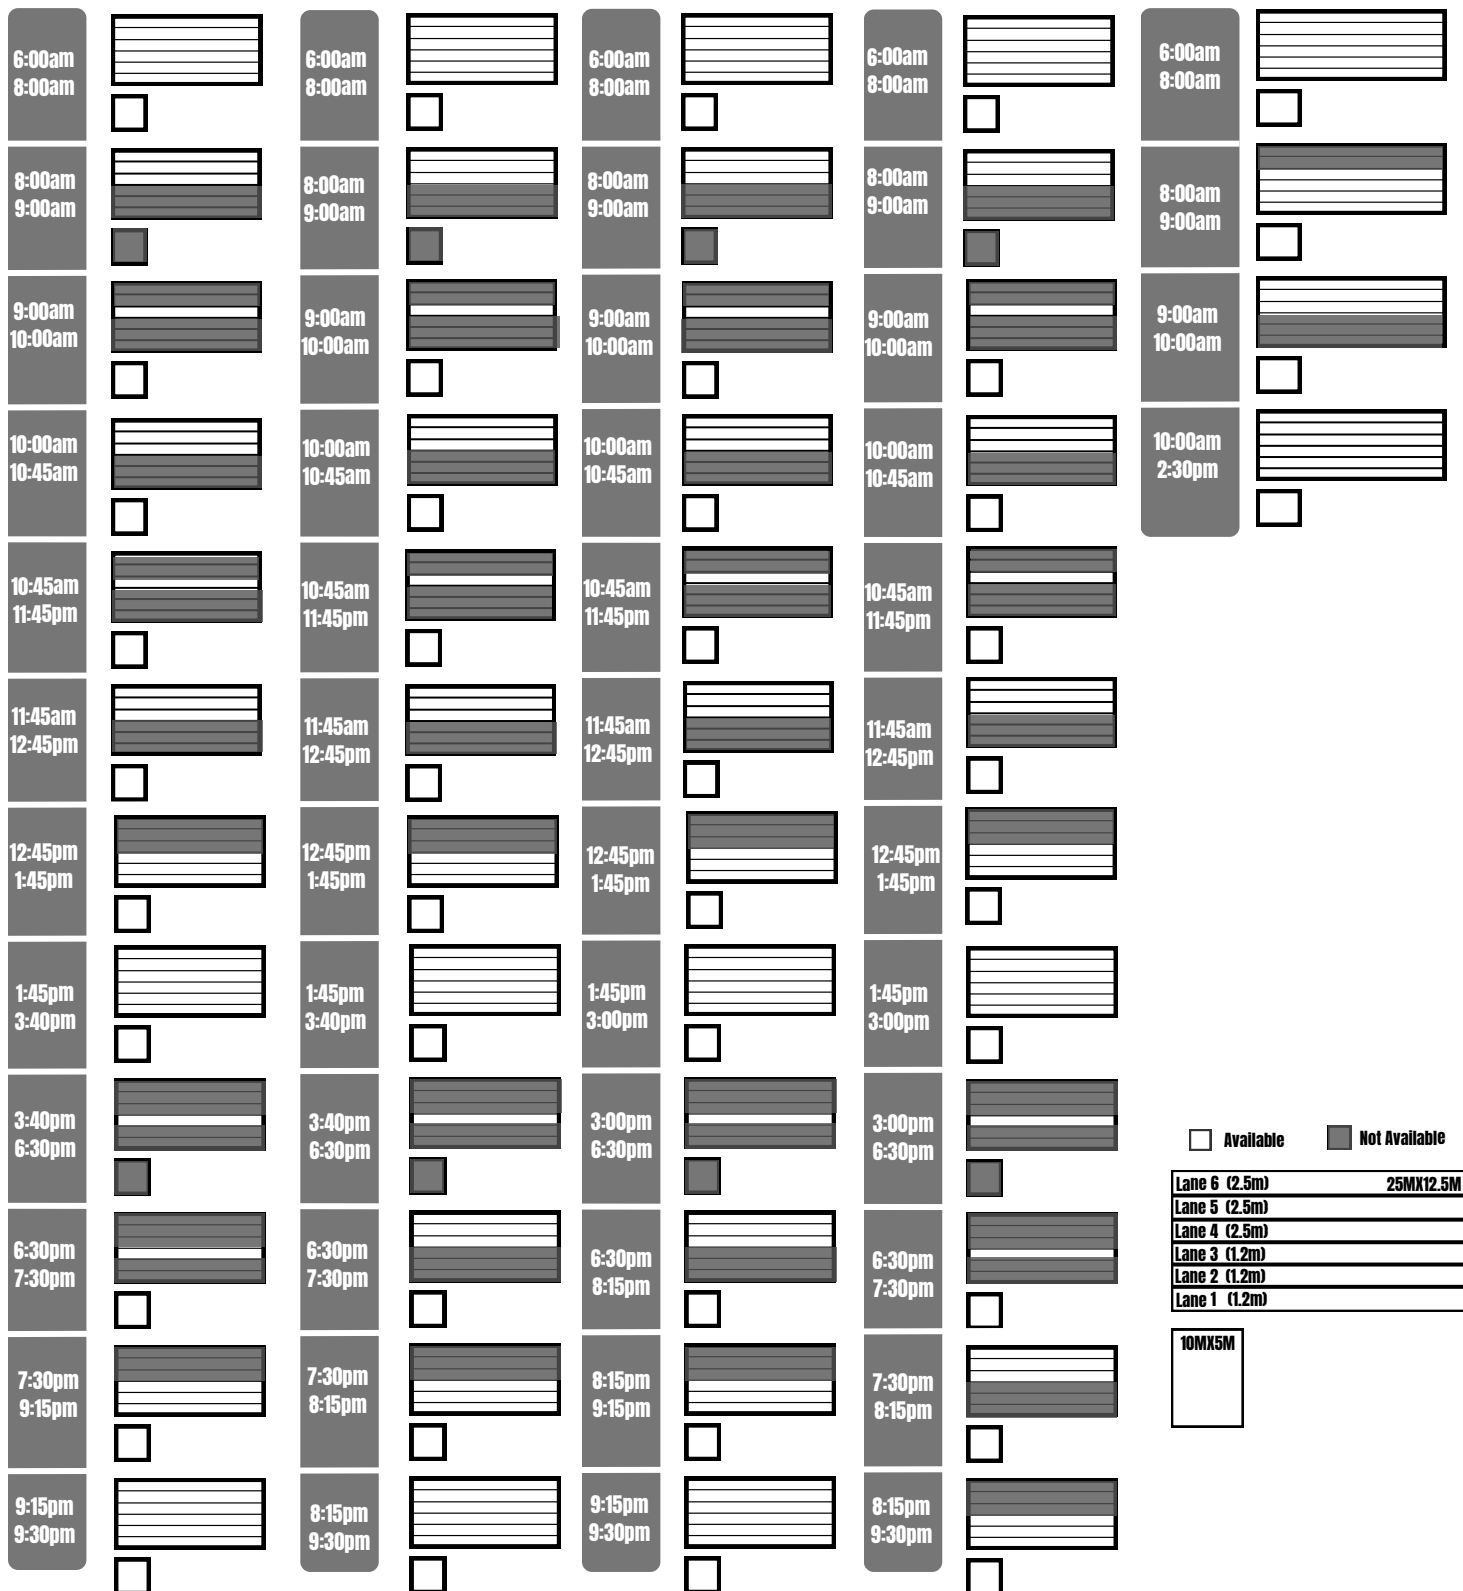 6:00am
8:00am
8:00am
9:00am
9:00am
10:00am
10:00am
10:45am
10:45am
11:45pm
11:45am
12:45pm
12:45pm
1:45pm
1:45pm
3:40pm
3:40pm
6:30pm
6:30pm
7:30pm
7:30pm
9:15pm
9:15pm
9:30pm
6:00am
8:00am
8:00am
9:00am
9:00am
10:00am
10:00am
10:45am
10:45am
11:45pm
11:45am
12:45pm
12:45pm
1:45pm
1:45pm
3:40pm
3:40pm
6:30pm
6:30pm
7:30pm
7:30pm
8:15pm
8:15pm
9:30pm
6:00am
8:00am
8:00am
9:00am
9:00am
10:00am
10:00am
10:45am
10:45am
11:45pm
11:45am
12:45pm
12:45pm
1:45pm
1:45pm
3:00pm
3:00pm
6:30pm
6:30pm
8:15pm
8:15pm
9:15pm
9:15pm
9:30pm
6:00am
8:00am
8:00am
9:00am
9:00am
10:00am
10:00am
10:45am
10:45am
11:45pm
11:45am
12:45pm
12:45pm
1:45pm
1:45pm
3:00pm
3:00pm
6:30pm
6:30pm
7:30pm
7:30pm
8:15pm
8:15pm
9:30pm
6:00am
8:00am
8:00am
9:00am
9:00am
10:00am
10:00am
2:30pm
Available Not Available
Lane 6 (2.5m) 25MX12.5M
Lane 5 (2.5m)
Lane 4 (2.5m)
Lane 3 (1.2m)
Lane 2 (1.2m)
Lane 1 (1.2m)
10MX5M